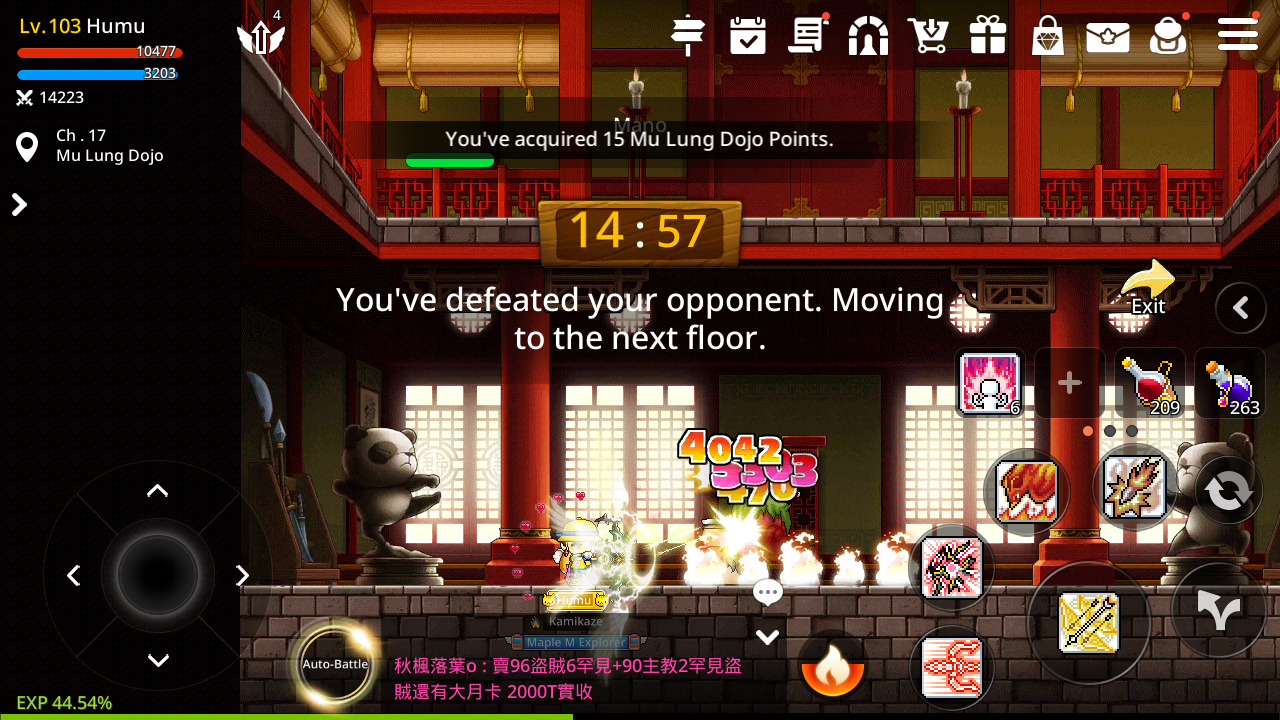 Lv.103 Humu
10477
3203
14223
Ch . 17
Mu Lung Dojo
4
Mano
You've acquired 15 Mu Lung Dojo Points.
14 : 57
You've defeated your opponent. Moving
to the next floor.
Exit
6
209
263
4042
3303
490
Humu
Kamikaze
Maple M Explorer
Auto-Battle
秋楓落葉o : 賣96盜賊6罕見+90主教2罕見盜
賊還有大月卡 2000T實收
EXP 44.54%